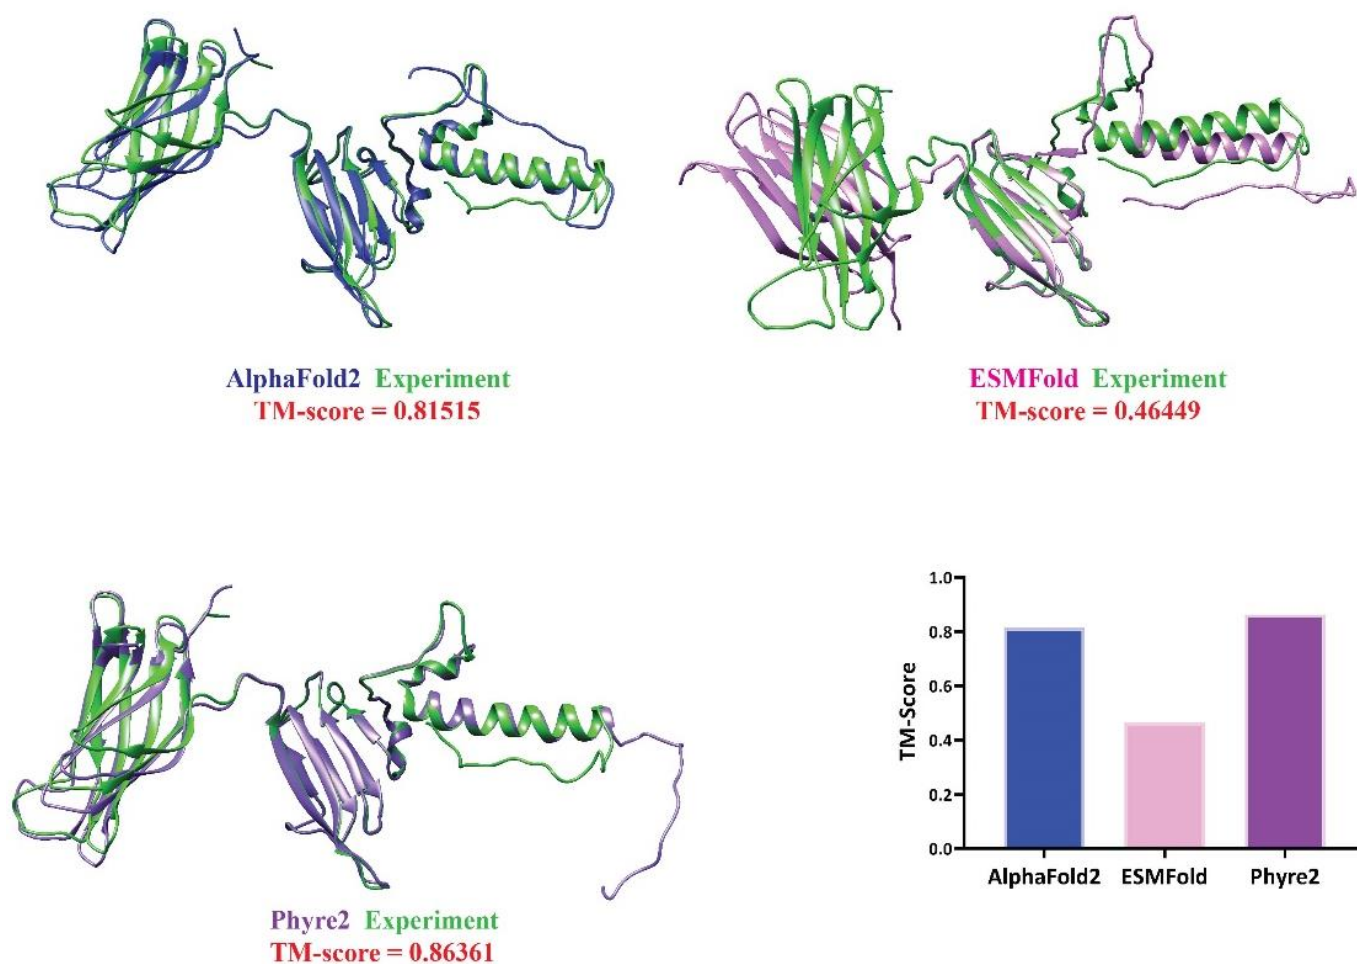 AlphaFold2 Experiment
TM-score = 0.81515
ESMFold Experiment
TM-score = 0.46449
Phyre2 Experiment
TM-score = 0.86361
TM-Score
1.0
0.8
0.6
0.4
0.2
0.0
AlphaFold2 ESMFold Phyre2